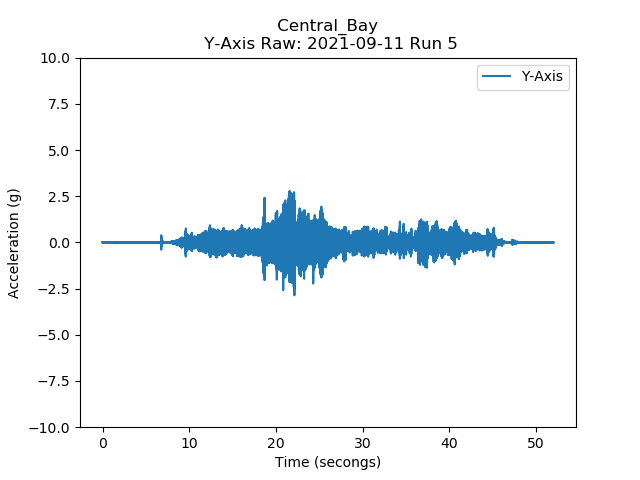 Central_Bay
Y-Axis Raw: 2021-09-11 Run 5
Y-Axis
10.0
7.5
5.0
2.5
0.0
−2.5
−5.0
−7.5
−10.0
Acceleration (g)
0 10 20 30 40 50
Time (seconds)